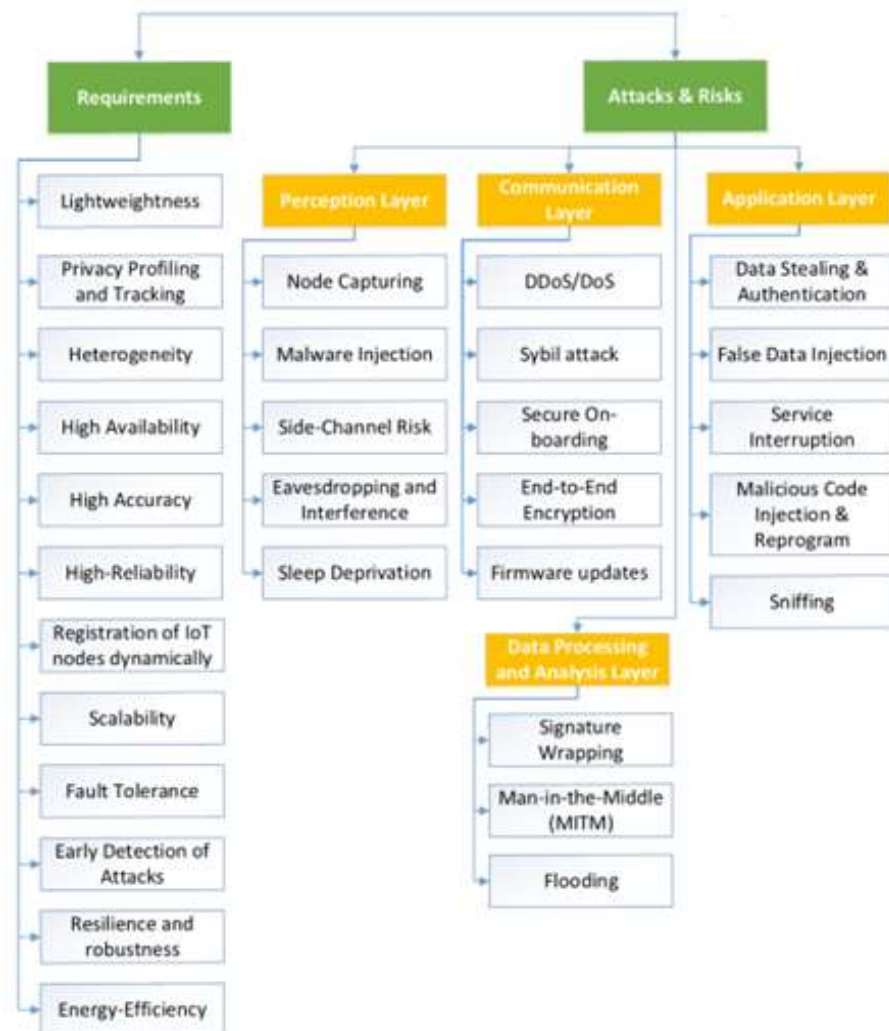 Requirements
Attacks & Risks
Lightweightness
Privacy Profiling
and Tracking
Heterogeneity
High Availability
High Accuracy
High-Reliability
Registration of IoT
nodes dynamically
Scalability
Fault Tolerance
Early Detection of
Attacks
Resilience and
robustness
Energy-Efficiency
Perception Layer
Node Capturing
Malware Injection
Side-Channel Risk
Eavesdropping and
Interference
Sleep Deprivation
Communication
Layer
DDoS/DoS
Sybil attack
Secure On-
boarding
End-to-End
Encryption
Firmware updates
Application Layer
Data Stealing &
Authentication
False Data Injection
Service
Interruption
Malicious Code
Injection &
Reprogram
Sniffing
Data Processing
and Analysis Layer
Signature
Wrapping
Man-in-the-Middle
(MITM)
Flooding